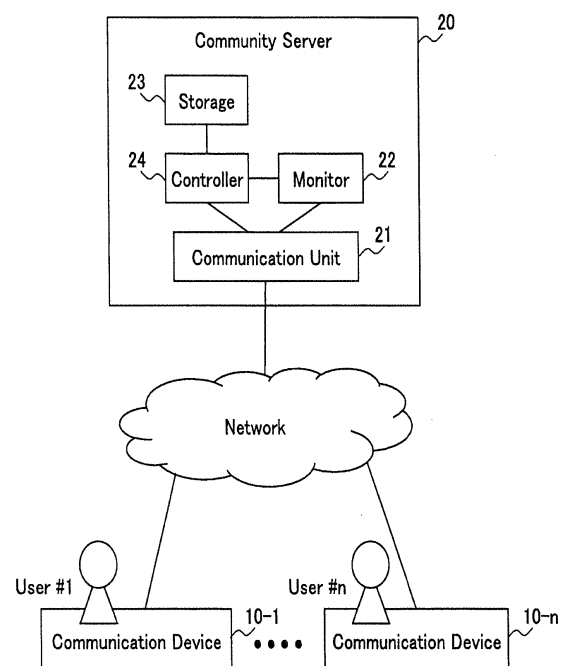 20
Community Server
23
Storage
24
Controller
22
Monitor
21
Communication Unit
Network
User #1
User #n
10-1
10-n
Communication Device
Communication Device